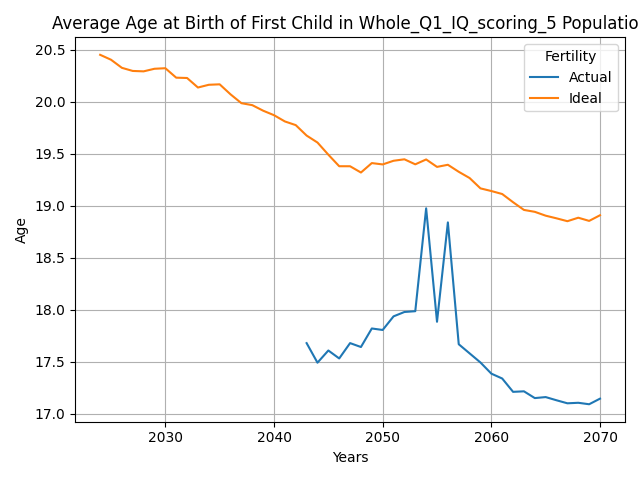 Average Age at Birth of First Child in Whole_Q1_IQ_scoring_5 Populatio
20.5
20.0
19.5
19.0
18.5
18.0
17.5
17.0
Age
Fertility
Actual
Ideal
2030 2040 2050 2060 2070
Years